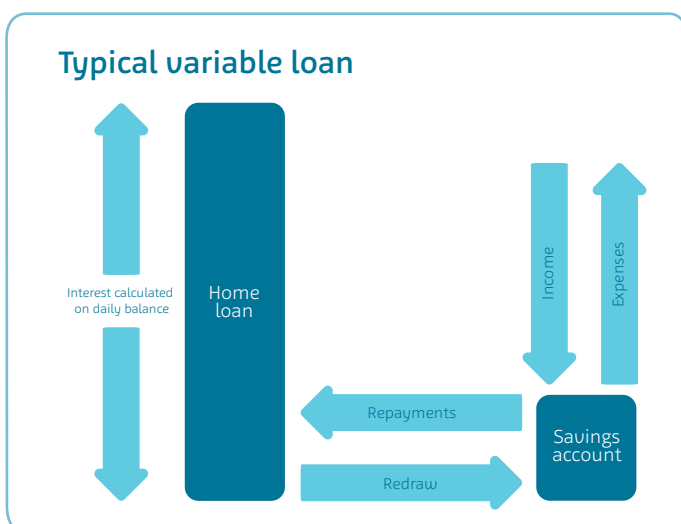 Typical variable loan
Interest calculated
on daily balance
Home
loan
Income
Expenses
Repayments
Redraw
Savings
account